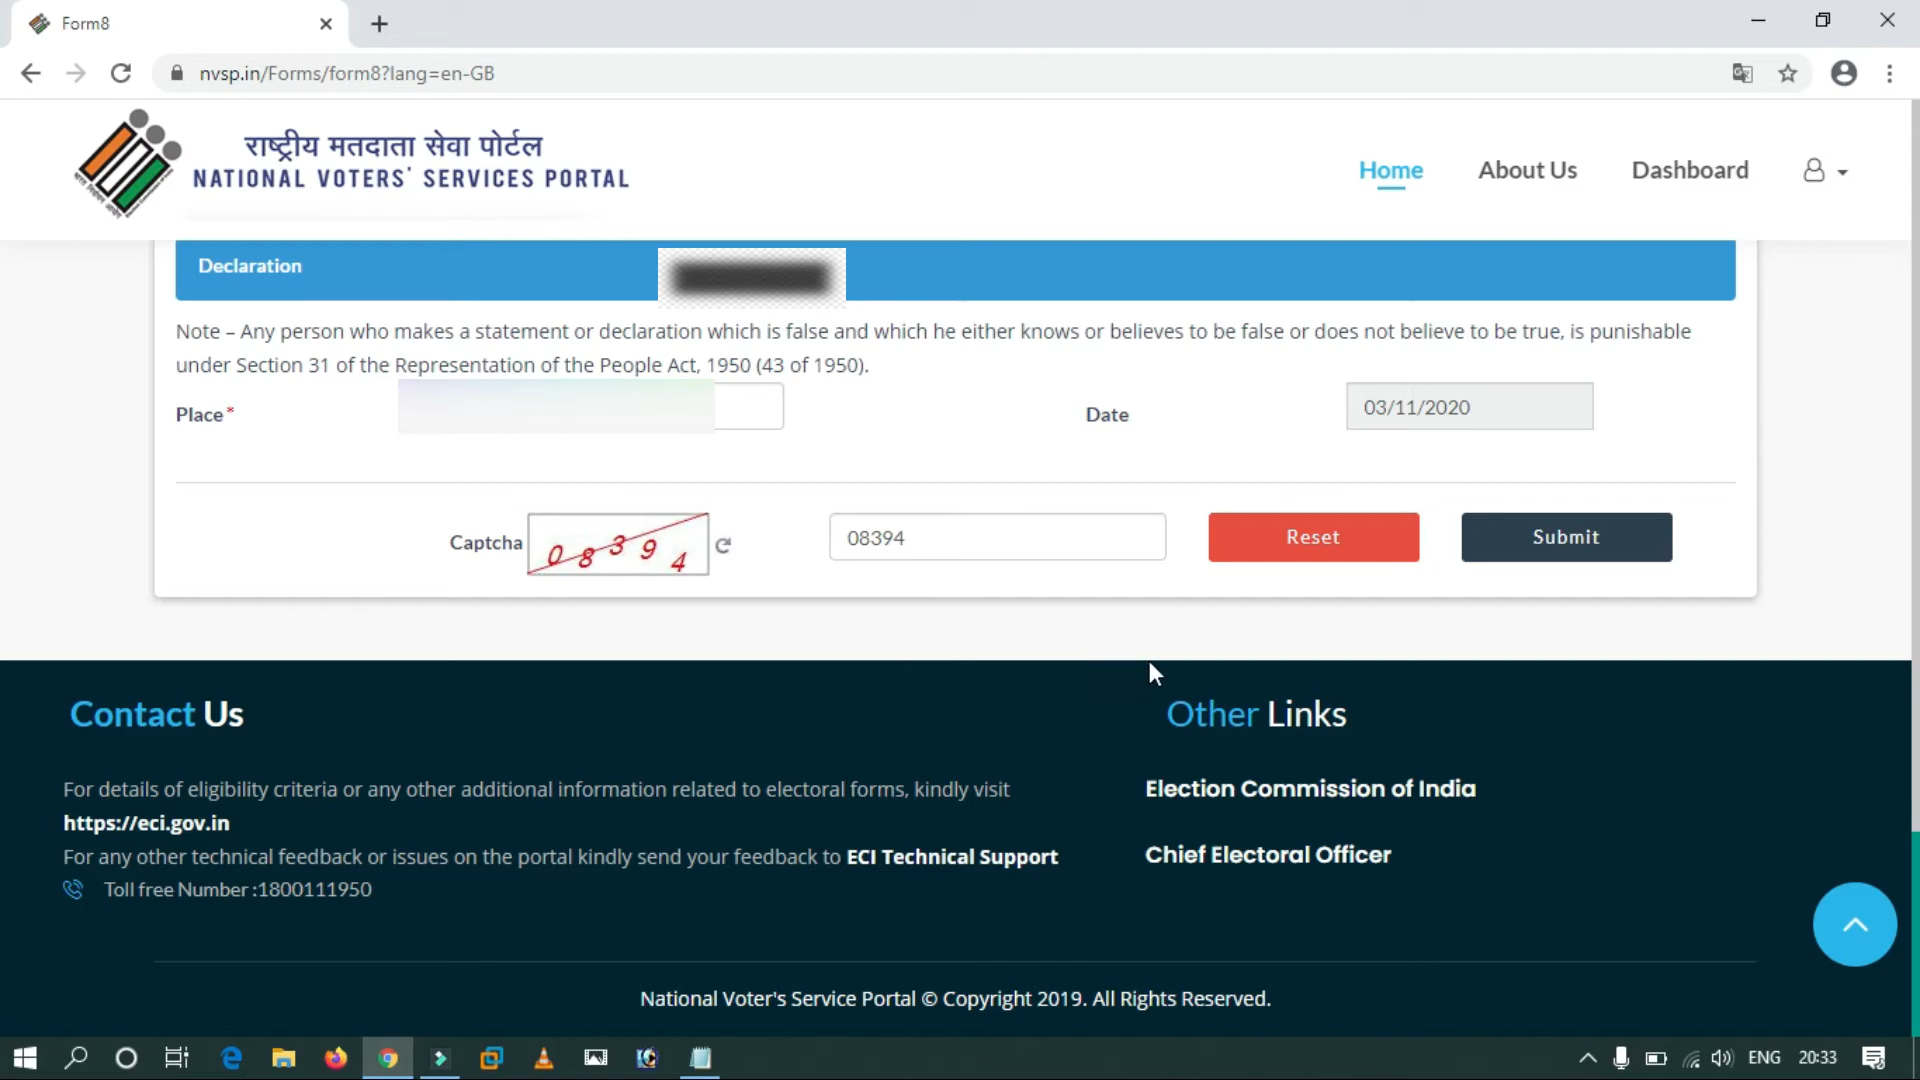 Form8
nvsp.in/Forms/form8?lang=en-GB
राष्ट्रीय मतदाता सेवा पोर्टल
NATIONAL VOTERS' SERVICES PORTAL
Home
About Us
Dashboard
Declaration
Note – Any person who makes a statement or declaration which is false and which he either knows or believes to be false or does not believe to be true, is punishable
under Section 31 of the Representation of the People Act, 1950 (43 of 1950).
Place*
Date
03/11/2020
Captcha
08394
08394
Reset
Submit
Contact Us
For details of eligibility criteria or any other additional information related to electoral forms, kindly visit
https://eci.gov.in
For any other technical feedback or issues on the portal kindly send your feedback to ECI Technical Support
Toll free Number :1800111950
Other Links
Election Commission of India
Chief Electoral Officer
National Voter's Service Portal © Copyright 2019. All Rights Reserved.
ENG
20:33